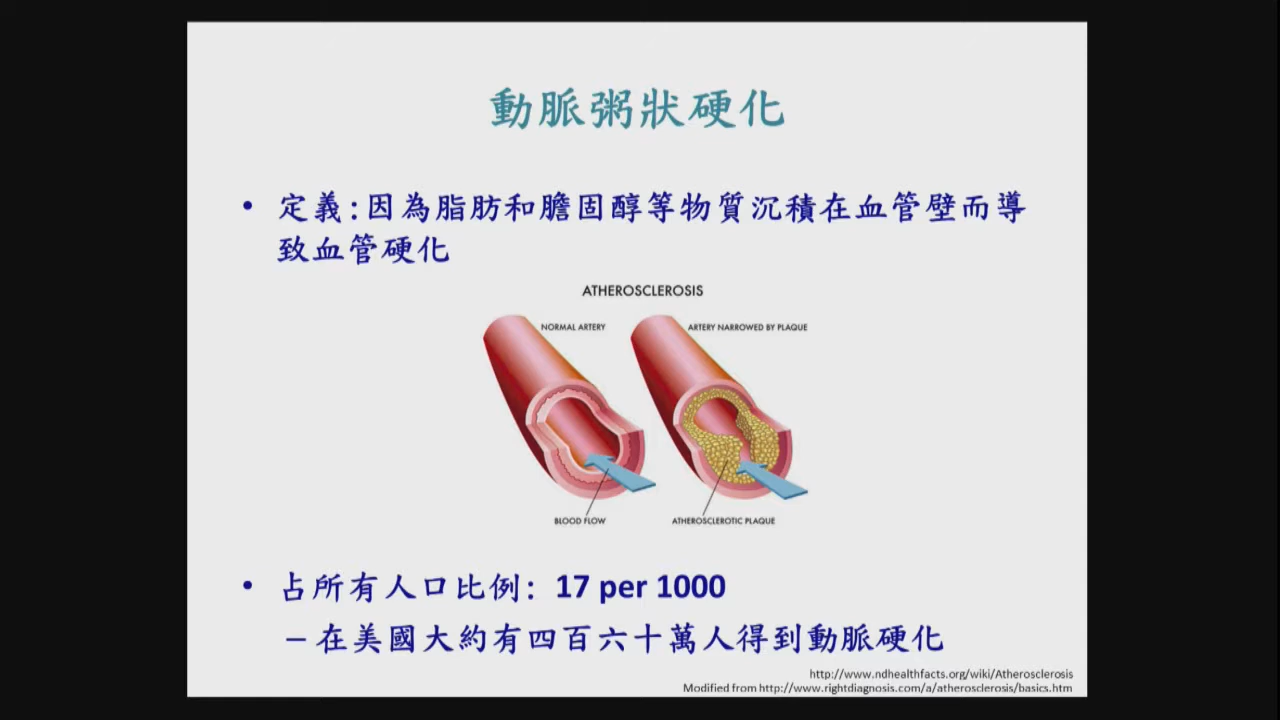 動脈粥狀硬化
• 定義:因為脂肪和膽固醇等物質沉積在血管壁而導
致血管硬化
ATHEROSCLEROSIS
NORMAL ARTERY
ARTERY NARROWED BY PLAQUE
BLOOD FLOW
ATHEROSCLEROTIC PLAQUE
• 占所有人口比例: 17 per 1000
– 在美國大約有四百六十萬人得到動脈硬化
http://www.ndhealthfacts.org/wiki/Atherosclerosis
Modified from http://www.rightdiagnosis.com/a/atherosclerosis/basics.htm